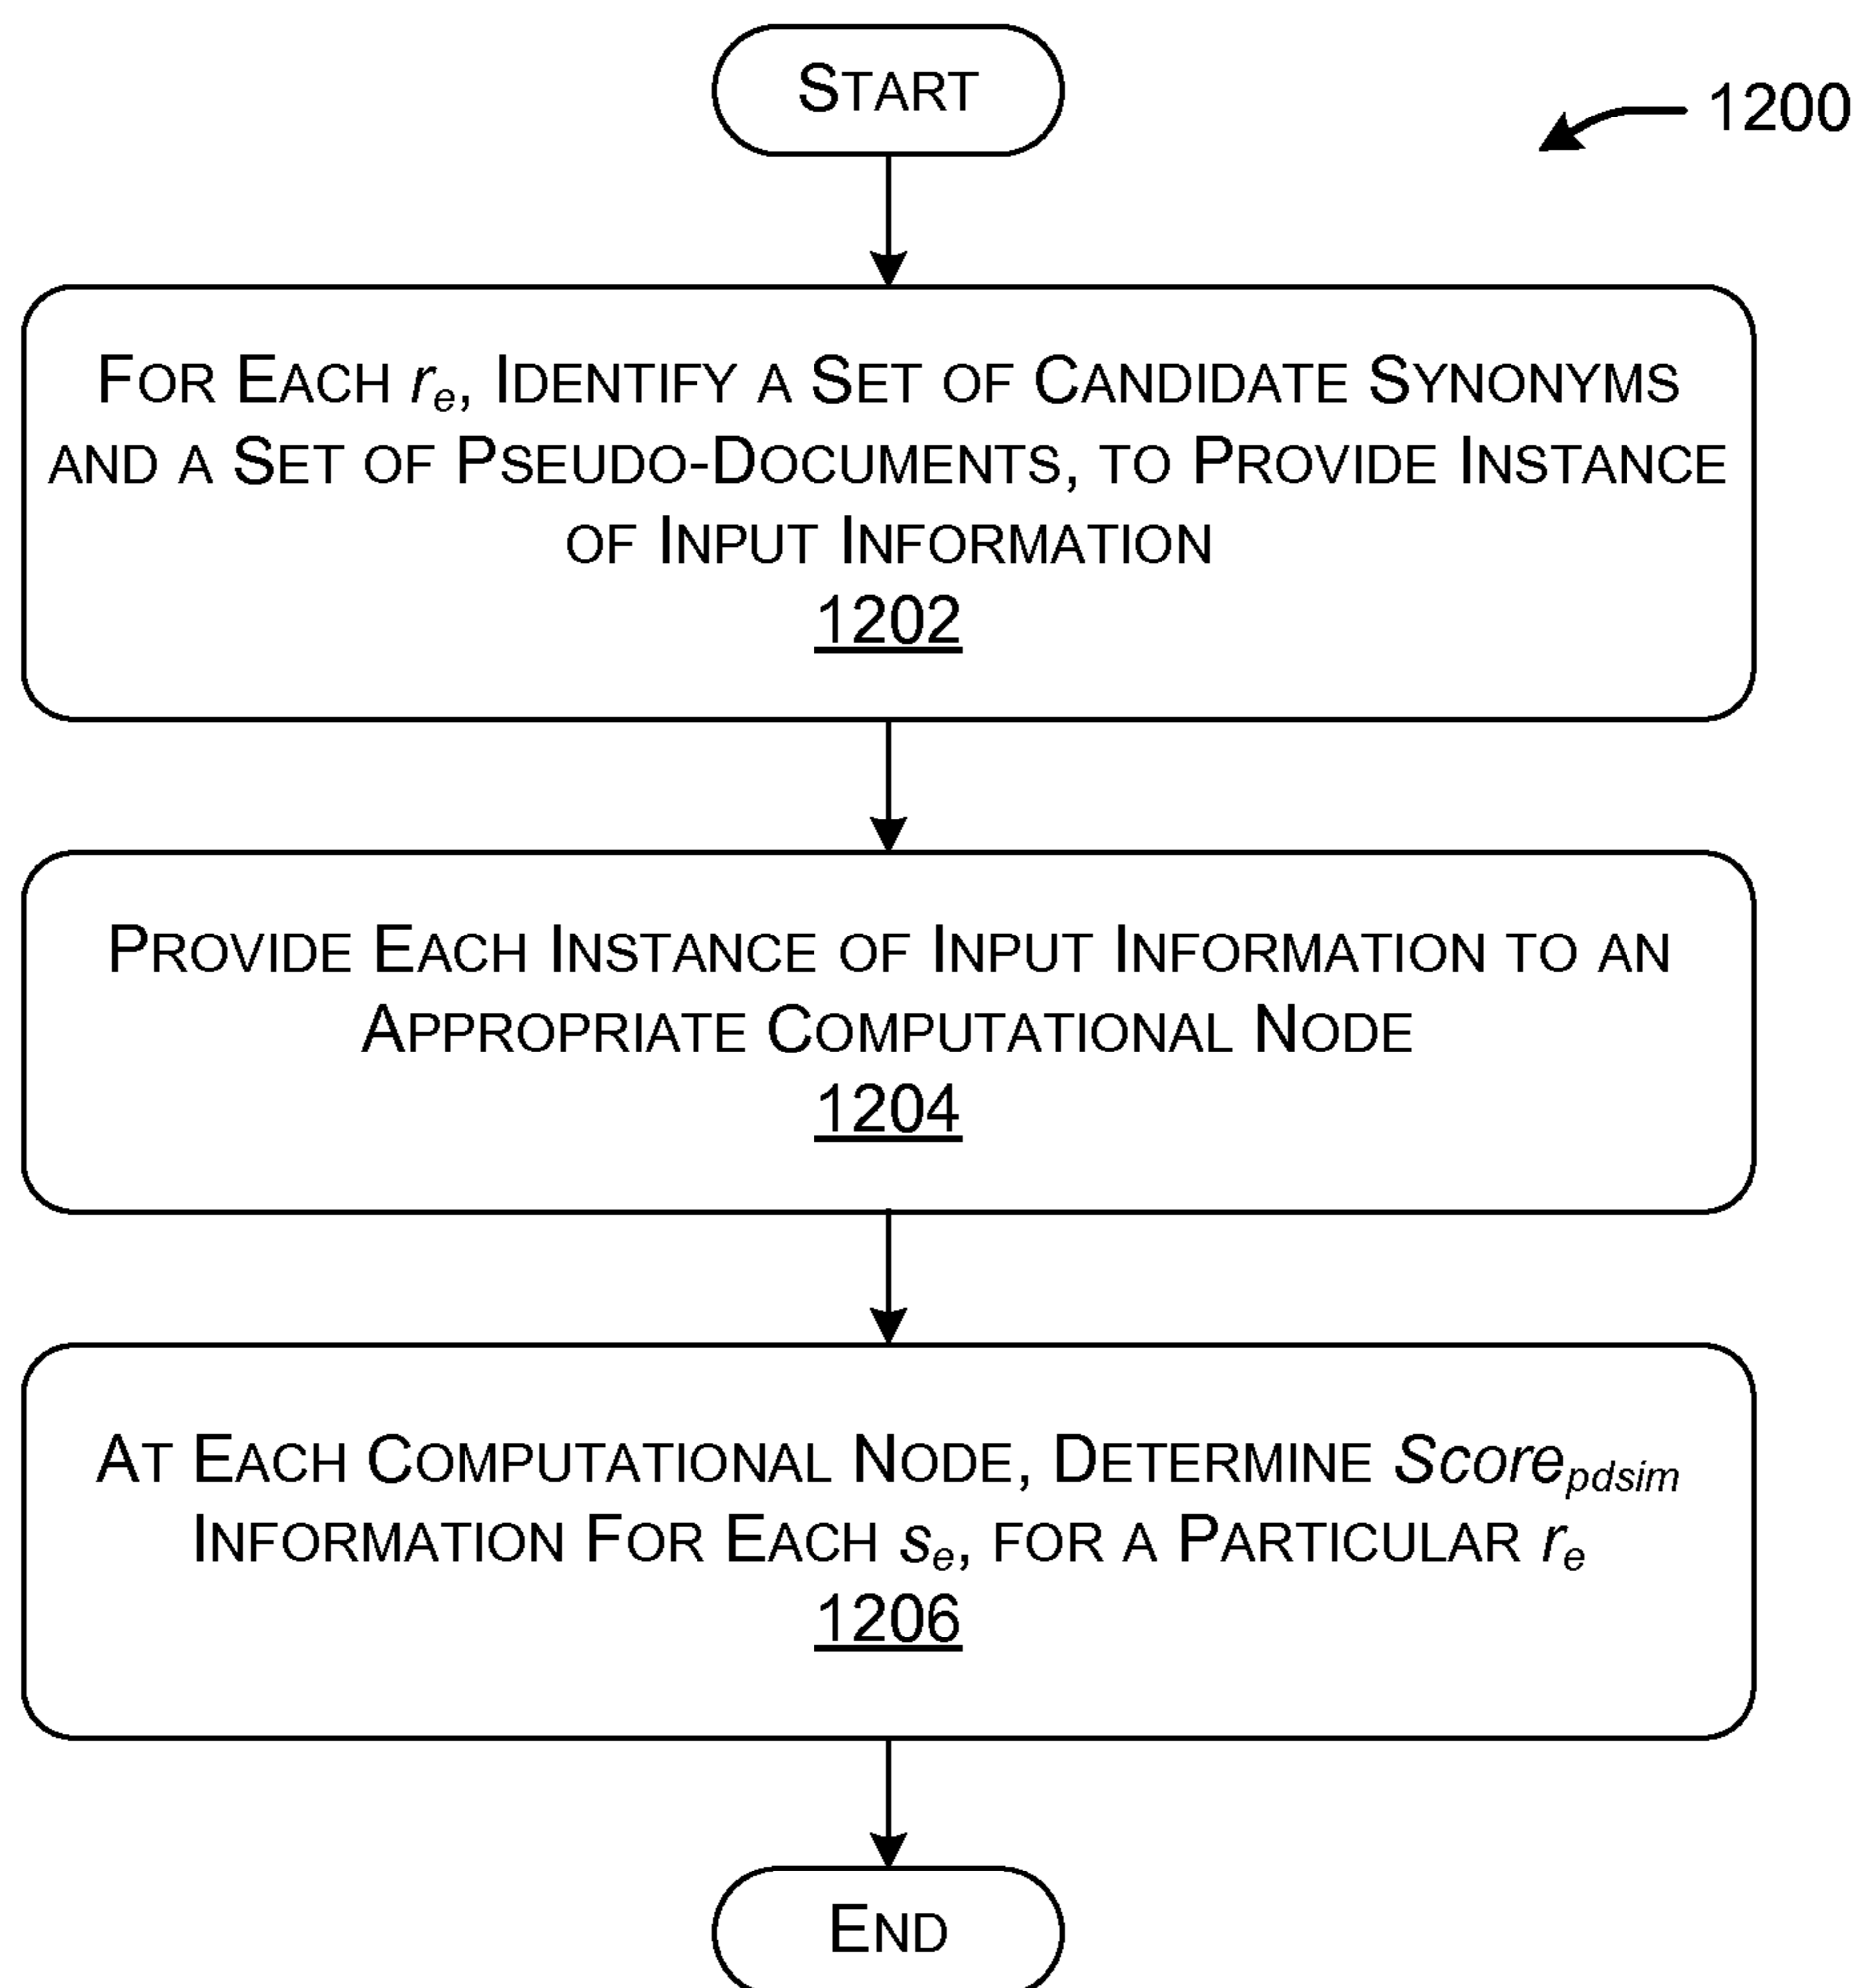 START
1200
FOR EACH re, IDENTIFY A SET OF CANDIDATE SYNONYMS
AND A SET OF PSEUDO-DOCUMENTS, TO PROVIDE INSTANCE
OF INPUT INFORMATION
1202
PROVIDE EACH INSTANCE OF INPUT INFORMATION TO AN
APPROPRIATE COMPUTATIONAL NODE
1204
AT EACH COMPUTATIONAL NODE, DETERMINE Scorepdsim
INFORMATION FOR EACH se, FOR A PARTICULAR re
1206
END